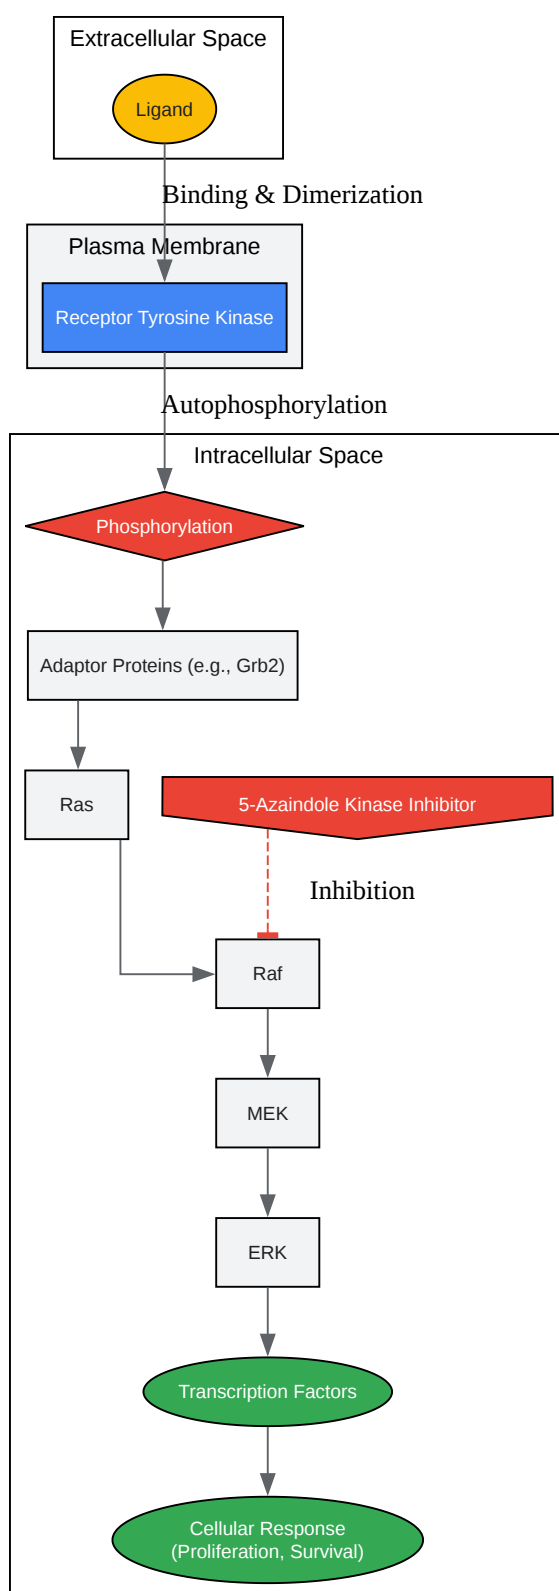 Extracellular Space
Ligand
Binding & Dimerization
Plasma Membrane
Receptor Tyrosine Kinase
Autophosphorylation
Intracellular Space
Phosphorylation
Adaptor Proteins (e.g., Grb2)
Ras
5-Azaindole Kinase Inhibitor
Inhibition
Raf
MEK
ERK
Transcription Factors
Cellular Response
(Proliferation, Survival)